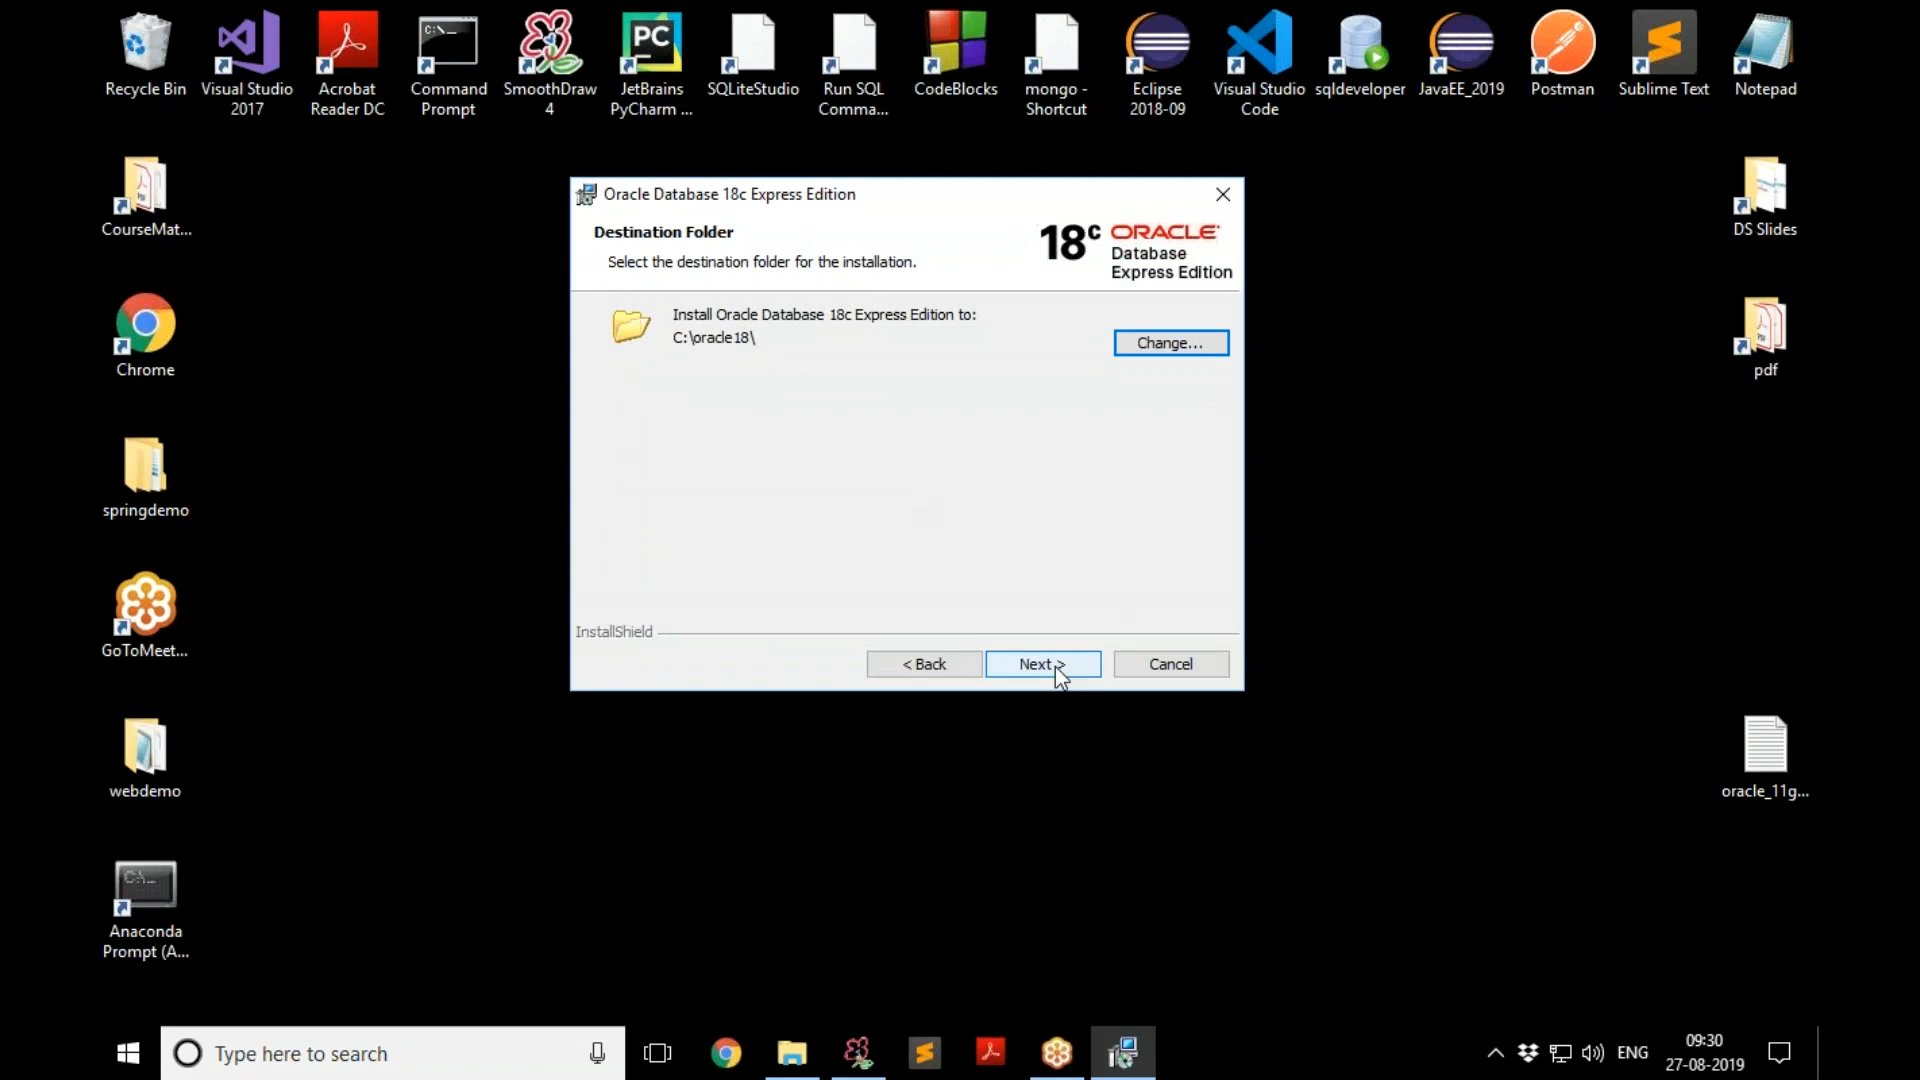 Recycle Bin
Visual Studio
2017
Acrobat
Reader DC
Command
Prompt
SmoothDraw
4
JetBrains
PyCharm ...
SQLiteStudio
Run SQL
Comma...
CodeBlocks
mongo -
Shortcut
Eclipse
2018-09
Visual Studio
Code
sqldeveloper
JavaEE_2019
Postman
Sublime Text
Notepad
CourseMat...
Chrome
springdemo
GoToMeet...
webdemo
Anaconda
Prompt (A...
Oracle Database 18c Express Edition
Destination Folder
Select the destination folder for the installation.
18c ORACLE
Database
Express Edition
Install Oracle Database 18c Express Edition to:
C:\oracle18\
Change...
InstallShield
< Back
Next >
Cancel
DS Slides
pdf
oracle_11g...
Type here to search
ENG
09:30
27-08-2019